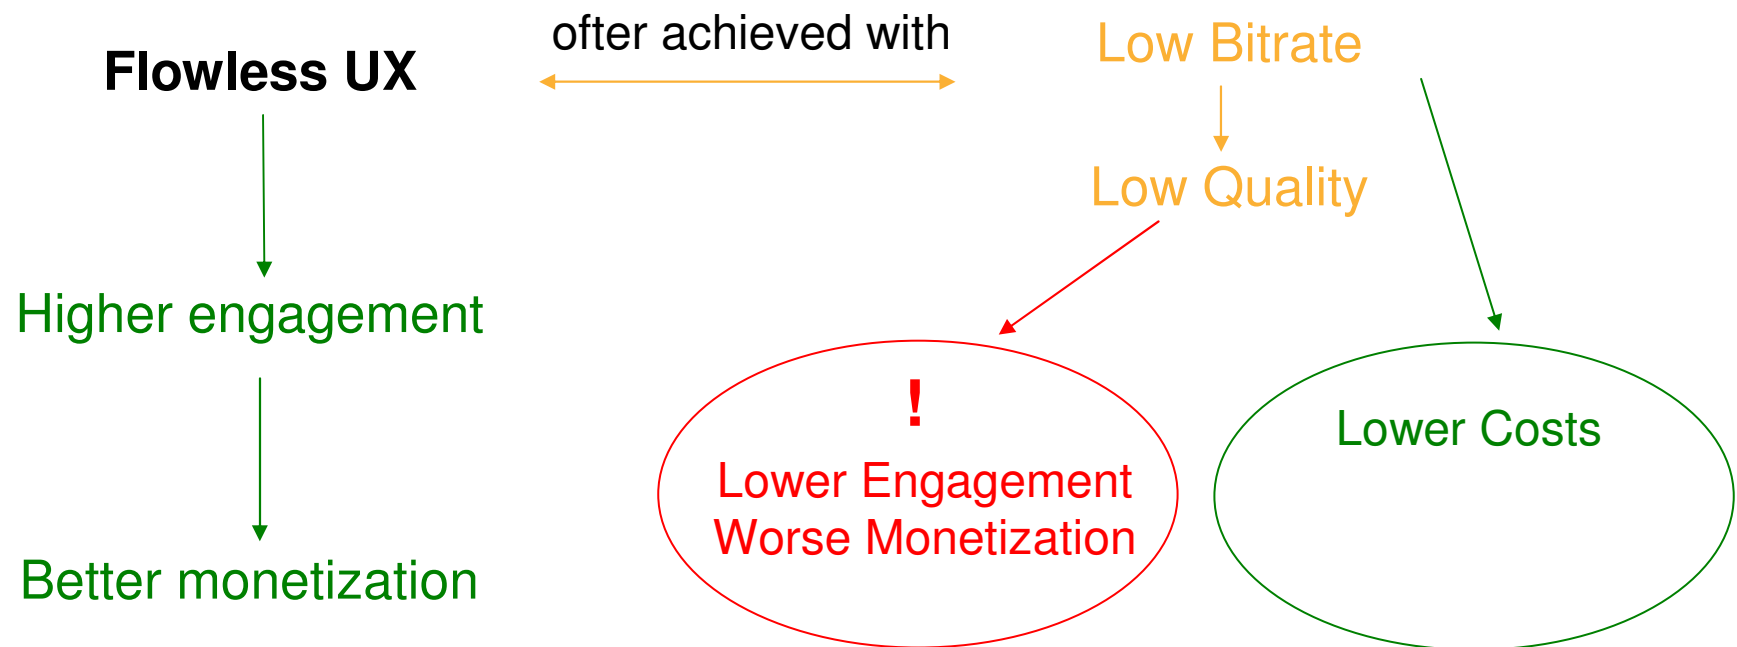 Flowless UX
ofter achieved with
Low Bitrate
Low Quality
Higher engagement
Better monetization
!
Lower Engagement
Worse Monetization
Lower Costs